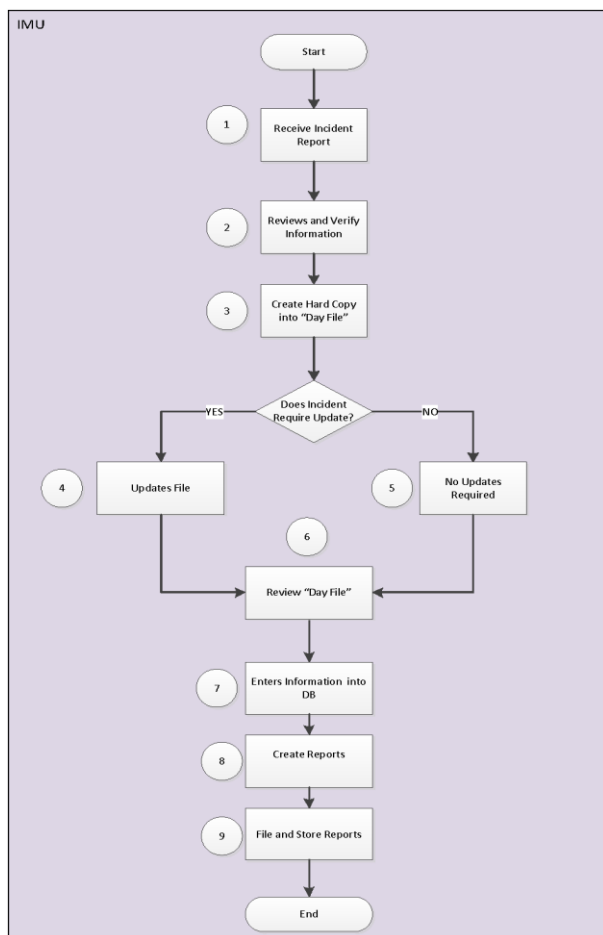 IMU
Start
1
Receive Incident
Report
2
Reviews and Verify
Information
3
Create Hard Copy
into “Day File”
Does Incident
Require Update?
YES
NO
4
Updates File
5
No Updates
Required
6
Review “Day File”
7
Enters Information into
DB
8
Create Reports
9
File and Store Reports
End